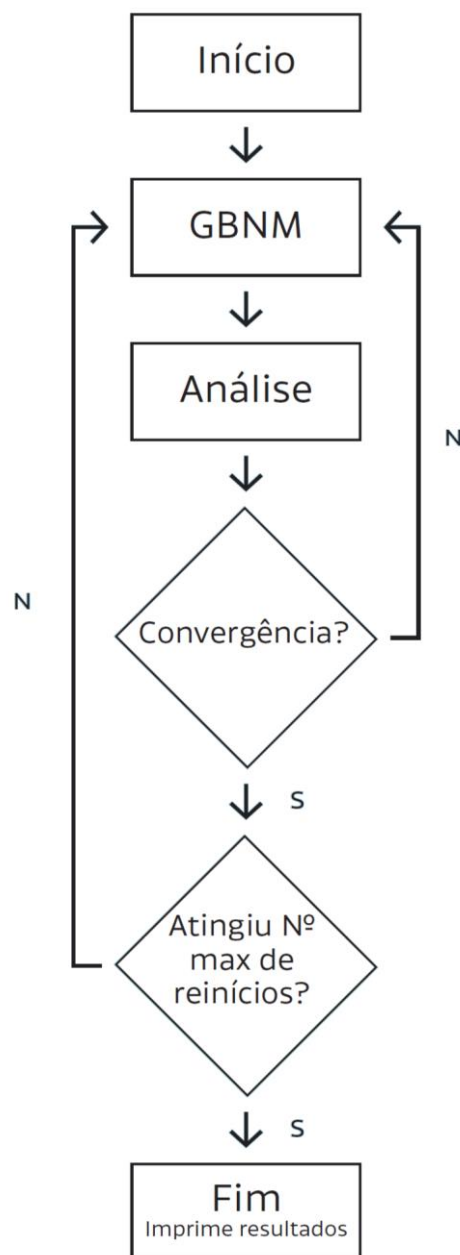 Início
GBNM
Análise
N
N
Convergência?
S
Atingiu Nº
max de
reinícios?
S
Fim
Imprime resultados